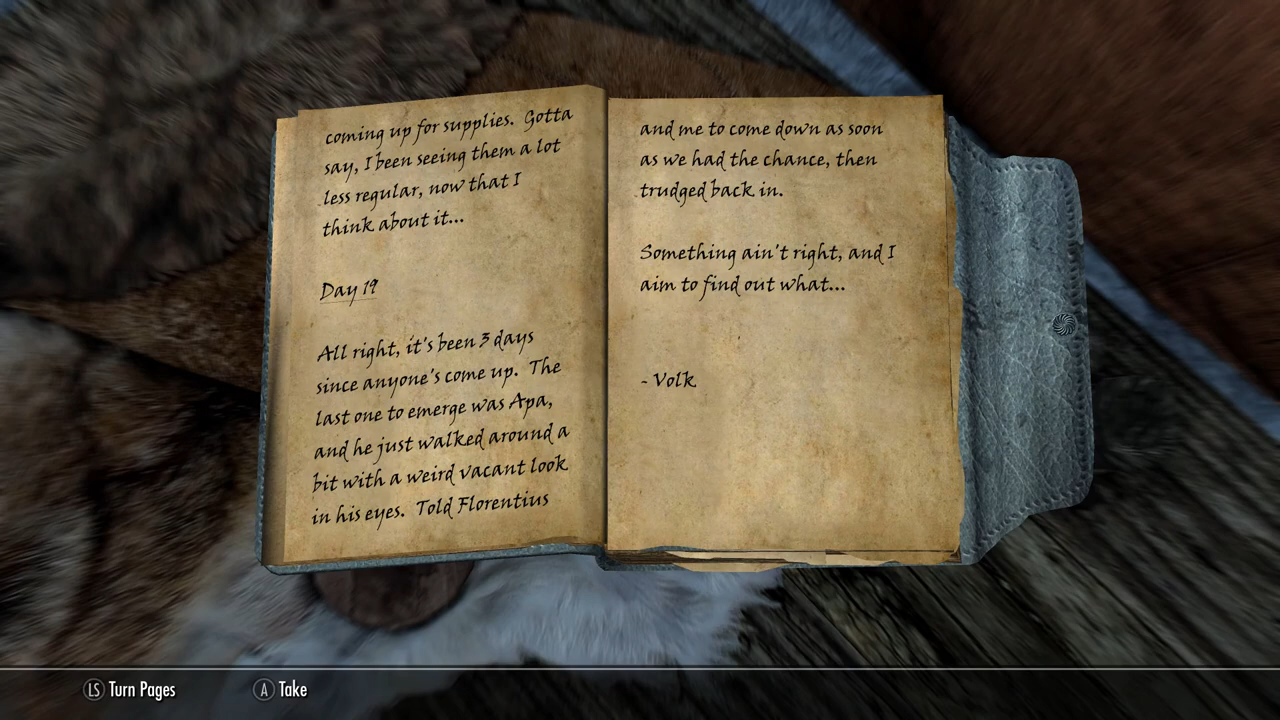 coming up for supplies. Gotta
say, I been seeing them a lot
less regular, now that I
think about it...
Day 19
All right, it's been 3 days
since anyone's come up. The
last one to emerge was Apa,
and he just walked around a
bit with a weird vacant look
in his eyes. Told Florentius
and me to come down as soon
as we had the chance, then
trudged back in.
Something ain't right, and I
aim to find out what...
- Volk
LS Turn Pages
A Take